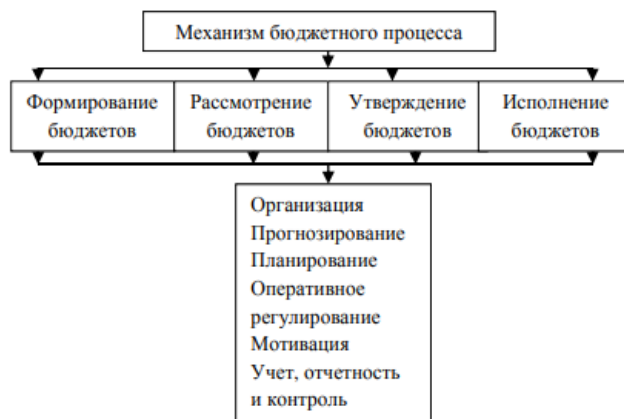 Механизм бюджетного процесса
Формирование
бюджетов
Рассмотрение
бюджетов
Утверждение
бюджетов
Исполнение
бюджетов
Организация
Прогнозирование
Планирование
Оперативное
регулирование
Мотивация
Учет, отчетность
и контроль